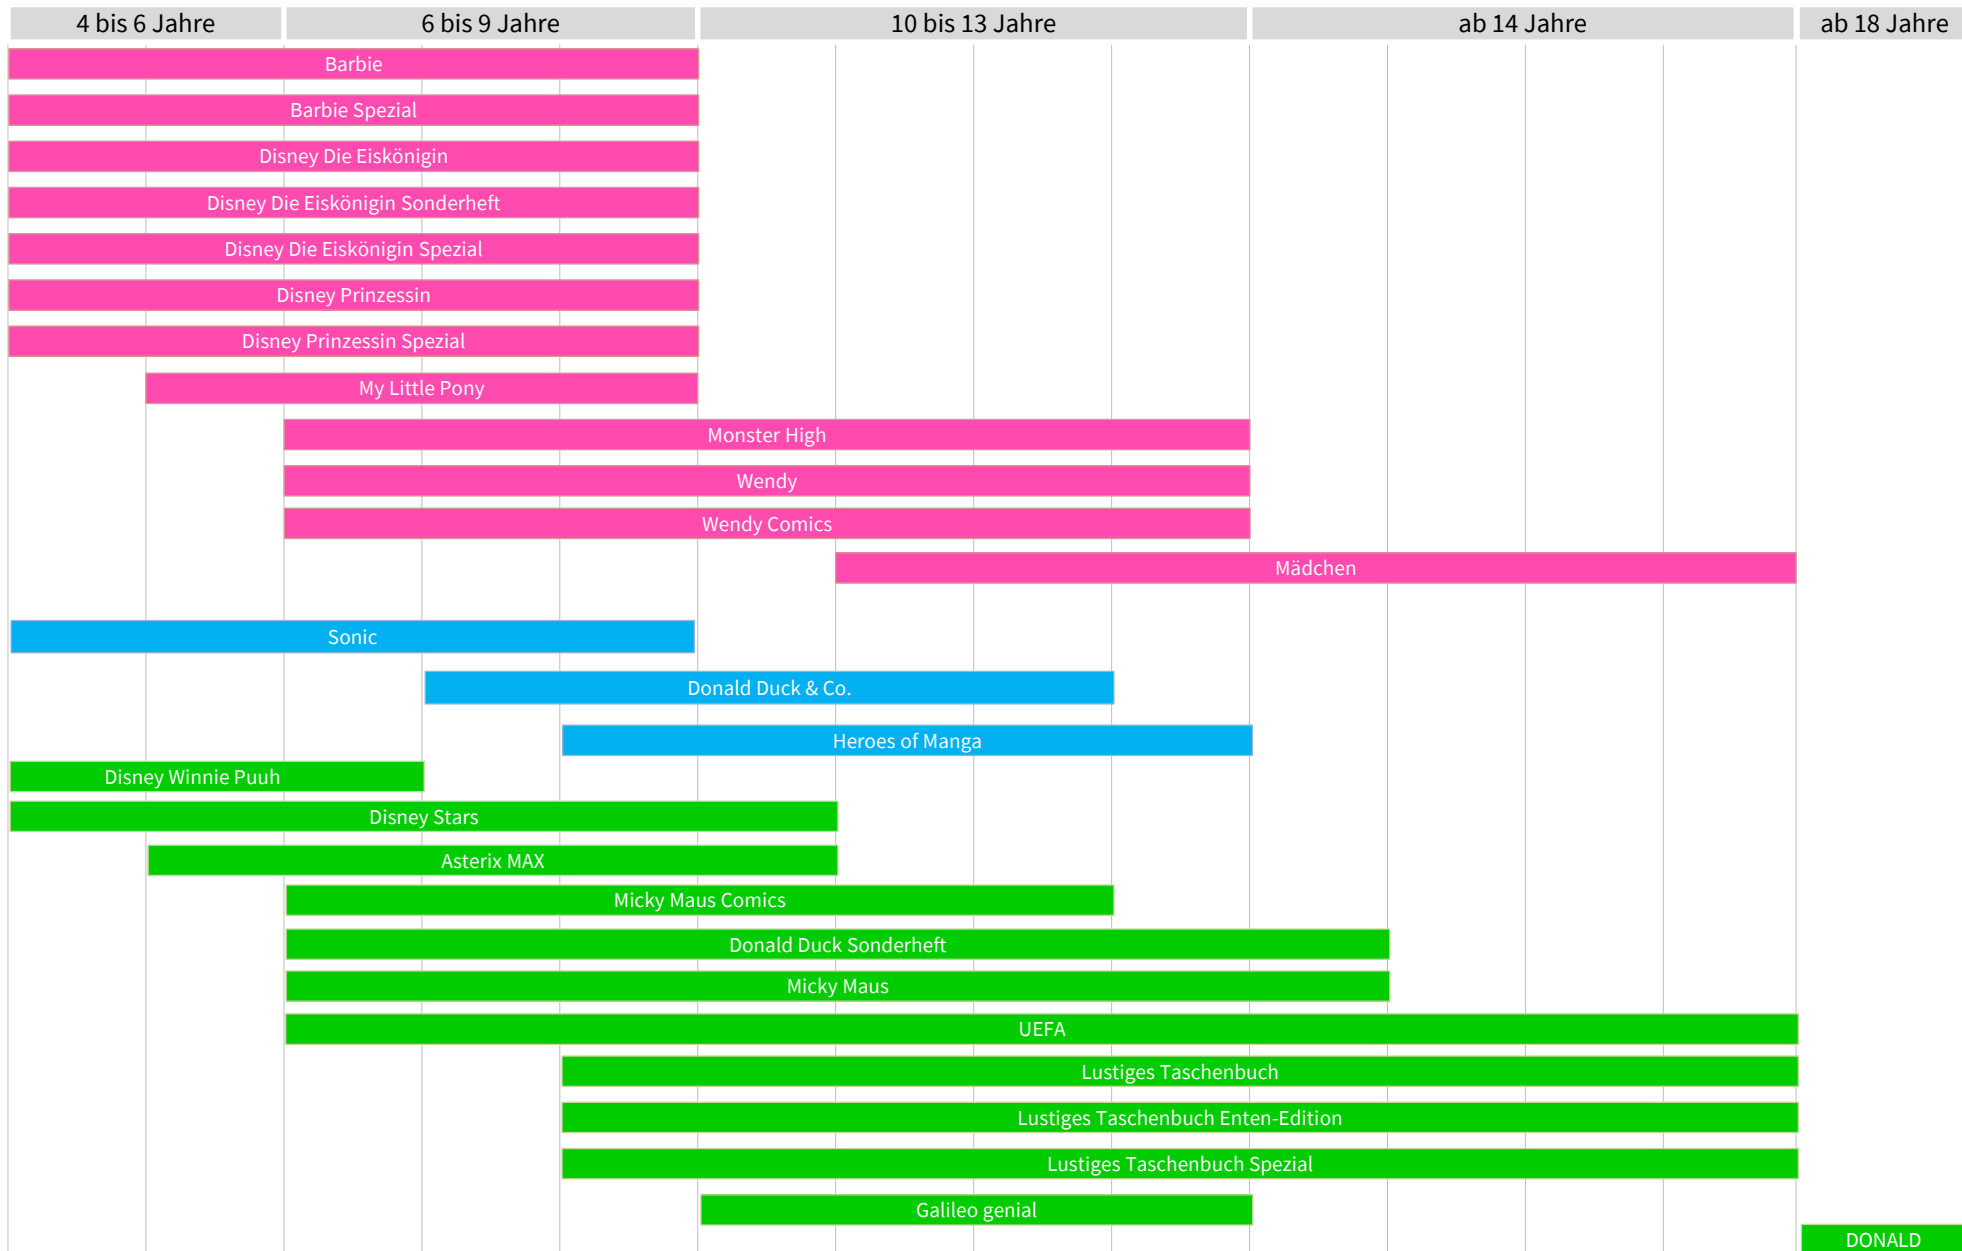 4 bis 6 Jahre 6 bis 9 Jahre 10 bis 13 Jahre ab 14 Jahre ab 18 Jahre
Barbie
Barbie Spezial
Disney Die Eiskönigin
Disney Die Eiskönigin Sonderheft
Disney Die Eiskönigin Spezial
Disney Prinzessin
Disney Prinzessin Spezial
My Little Pony
Monster High
Wendy
Wendy Comics
Mädchen
Sonic
Donald Duck & Co.
Heroes of Manga
Disney Winnie Puuh
Disney Stars
Asterix MAX
Micky Maus Comics
Donald Duck Sonderheft
Micky Maus
UEFA
Lustiges Taschenbuch
Lustiges Taschenbuch Enten-Edition
Lustiges Taschenbuch Spezial
Galileo genial
DONALD